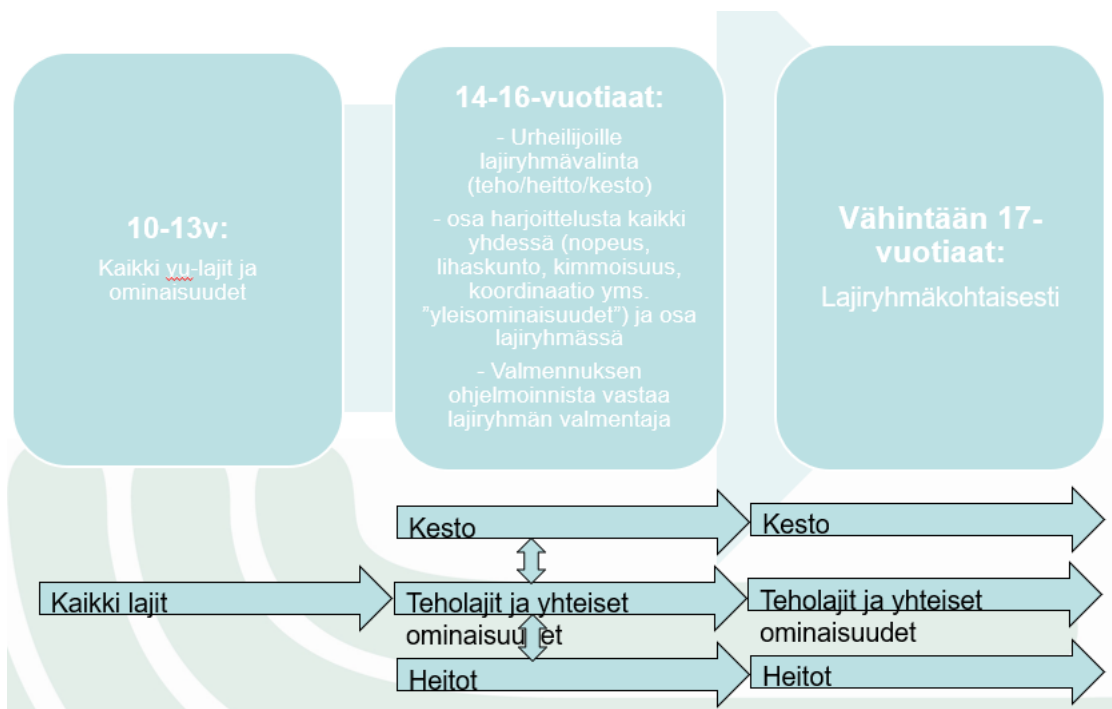 10-13v:
Kaikki yu-lajit ja
ominaisuudet
14-16-vuotiaat:
- Urheilijoille
lajiryhmävalinta
(teho/heitto/kesto)
- osa harjoittelusta kaikki
yhdessä (nopeus,
lihaskunto, kimmoisuus,
koordinaatio yms.
"yleisominaisuudet") ja osa
lajiryhmässä
- Valmennuksen
ohjelmoinnista vastaa
lajiryhmän valmentaja
Vähintään 17-
vuotiaat:
Lajiryhmäkohtaisesti
Kesto
Kesto
Kaikki lajit
Teholajit ja yhteiset
ominaisuudet
Teholajit ja yhteiset
ominaisuudet
Heitot
Heitot